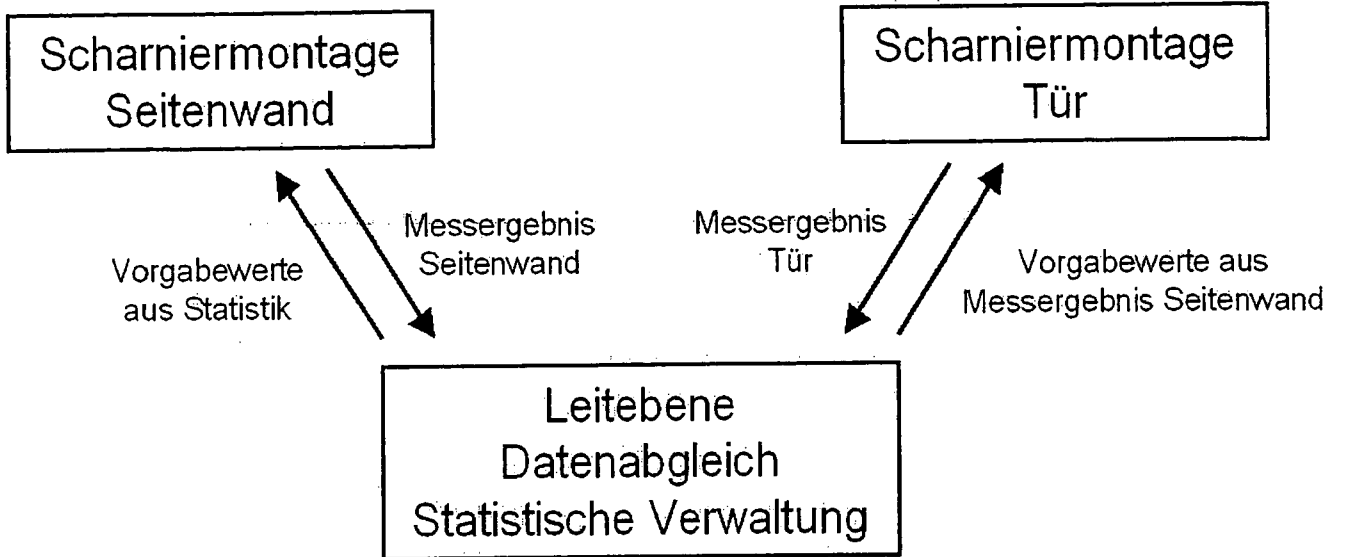 Scharniermontage
Seitenwand
Scharniermontage
Tür
Messergebnis
Seitenwand
Messergebnis
Tür
Vorgabewerte
aus Statistik
Vorgabewerte aus
Messergebnis Seitenwand
Leitebene
Datenabgleich
Statistische Verwaltung